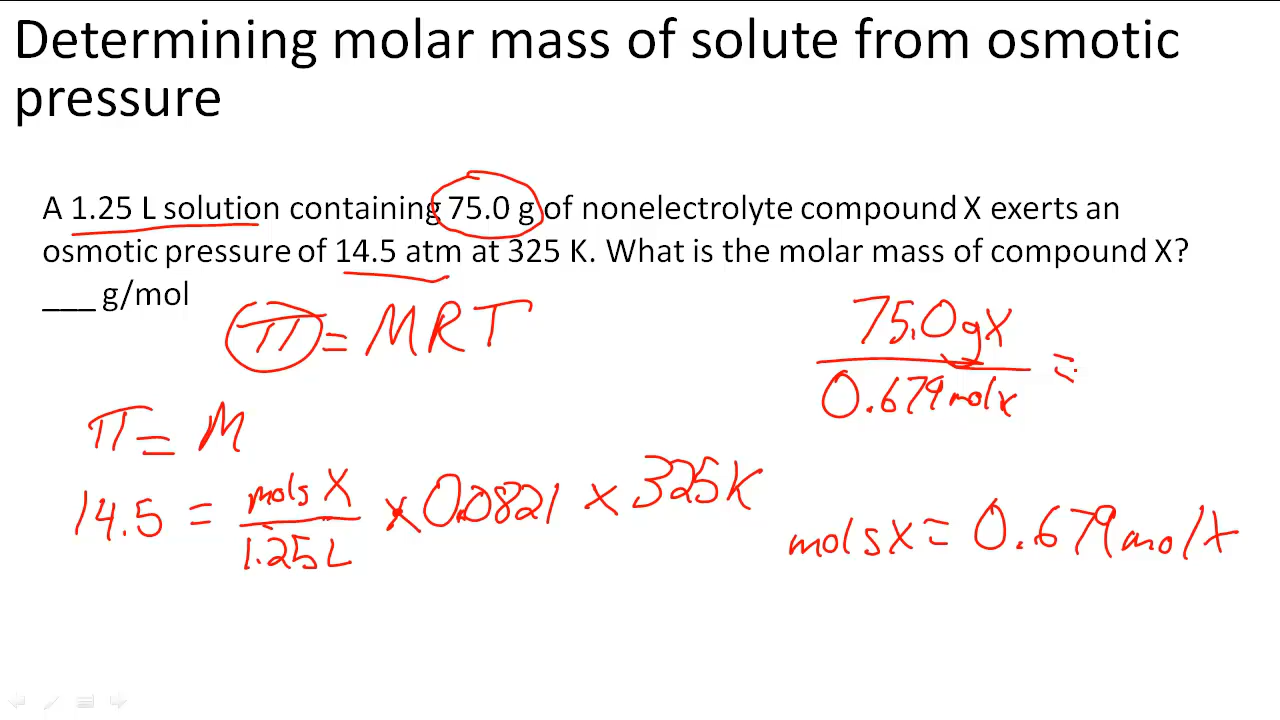 Determining molar mass of solute from osmotic
pressure
A 1.25 L solution containing 75.0 g of nonelectrolyte compound X exerts an
osmotic pressure of 14.5 atm at 325 K. What is the molar mass of compound X?
___ g/mol
π = MRT
75.0 g X
0.679 mol x
=
π = M
14.5 = mols X
1.25 L
× 0.0821 × 325K
mols X = 0.679 mol X